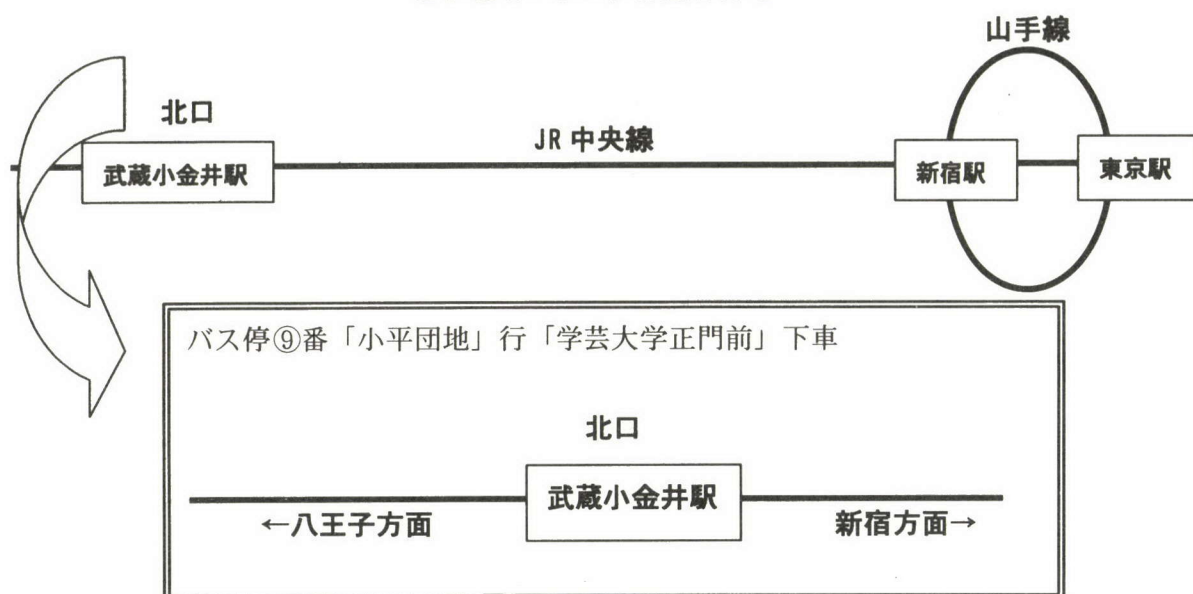 山手線
北口
JR 中央線
武蔵小金井駅
新宿駅
東京駅
バス停⑨番「小平団地」行「学芸大学正門前」下車
北口
武蔵小金井駅
←八王子方面
新宿方面→